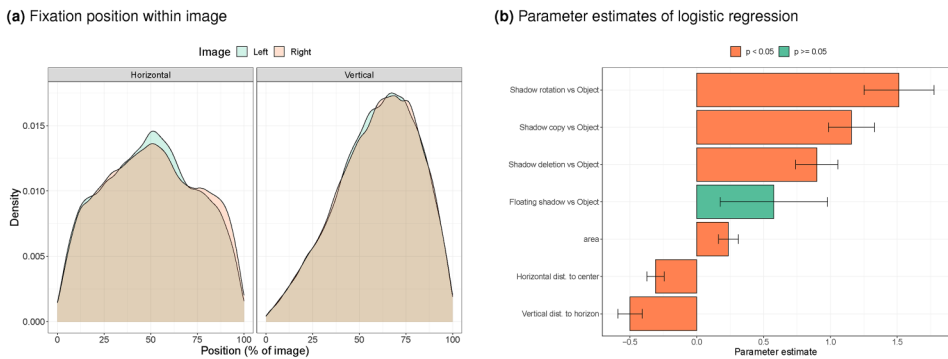 (a) Fixation position within image
Image Left Right
Horizontal Vertical
0.015
0.010
0.005
0.000
Density
0 25 50 75 100 0 25 50 75 100
Position (% of image)
(b) Parameter estimates of logistic regression
p < 0.05 p >= 0.05
Shadow rotation vs Object
Shadow copy vs Object
Shadow deletion vs Object
Floating shadow vs Object
area
Horizontal dist. to center
Vertical dist. to horizon
−0.5 0.0 0.5 1.0 1.5
Parameter estimate